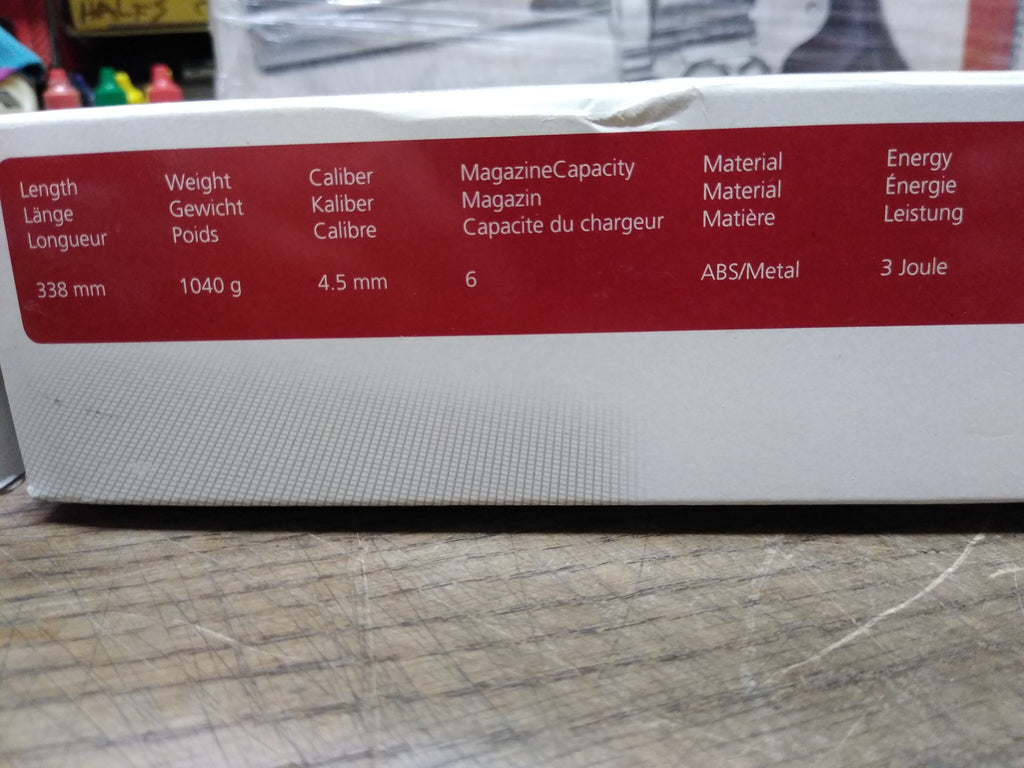 HALFS
Length
Länge
Longueur
338 mm
Weight
Gewicht
Poids
1040 g
Caliber
Kaliber
Calibre
4.5 mm
MagazineCapacity
Magazin
Capacite du chargeur
6
Material
Material
Matière
ABS/Metal
Energy
Énergie
Leistung
3 Joule